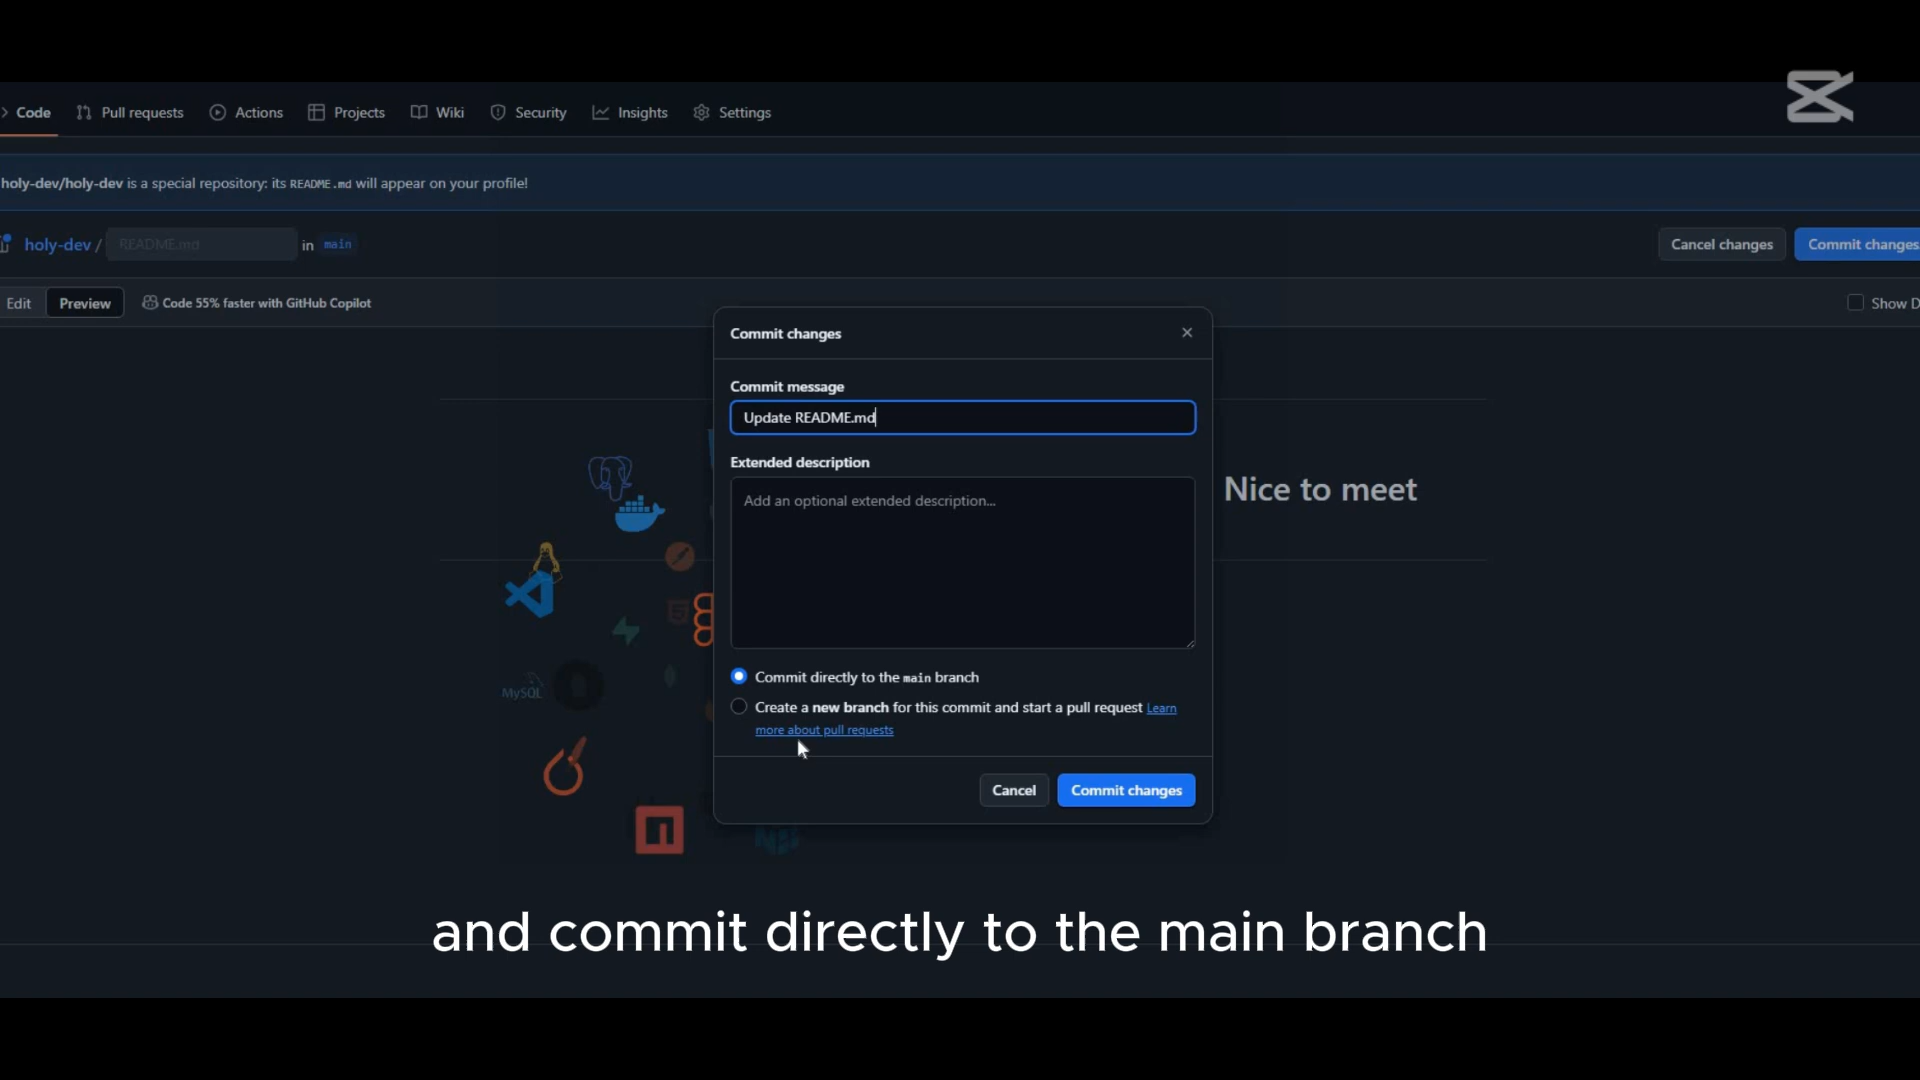 Code Pull requests Actions Projects Wiki Security Insights Settings
holy-dev/holy-dev is a special repository: its README.md will appear on your profile!
holy-dev / README.md in main
Cancel changes Commit changes
Edit Preview Code 55% faster with GitHub Copilot
Show D
Commit changes
Commit message
Update README.md
Extended description
Add an optional extended description...
Nice to meet
MySQL
Commit directly to the main branch
Create a new branch for this commit and start a pull request Learn
more about pull requests
Cancel Commit changes
and commit directly to the main branch